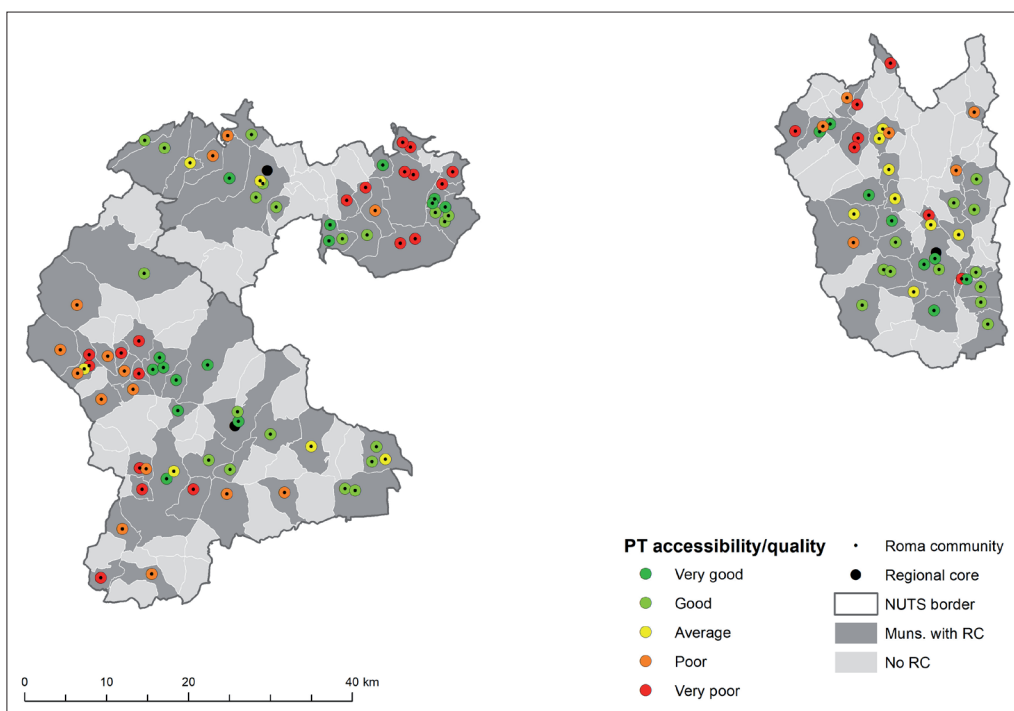 PT accessibility/quality
Very good
Good
Average
Poor
Very poor
Roma community
Regional core
NUTS border
Muns. with RC
No RC
0 10 20 40 km